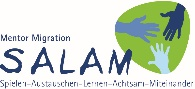 Mentor Migration
SALAM
Spielen-Austauschen-Lernen-Achtsam-Miteinander